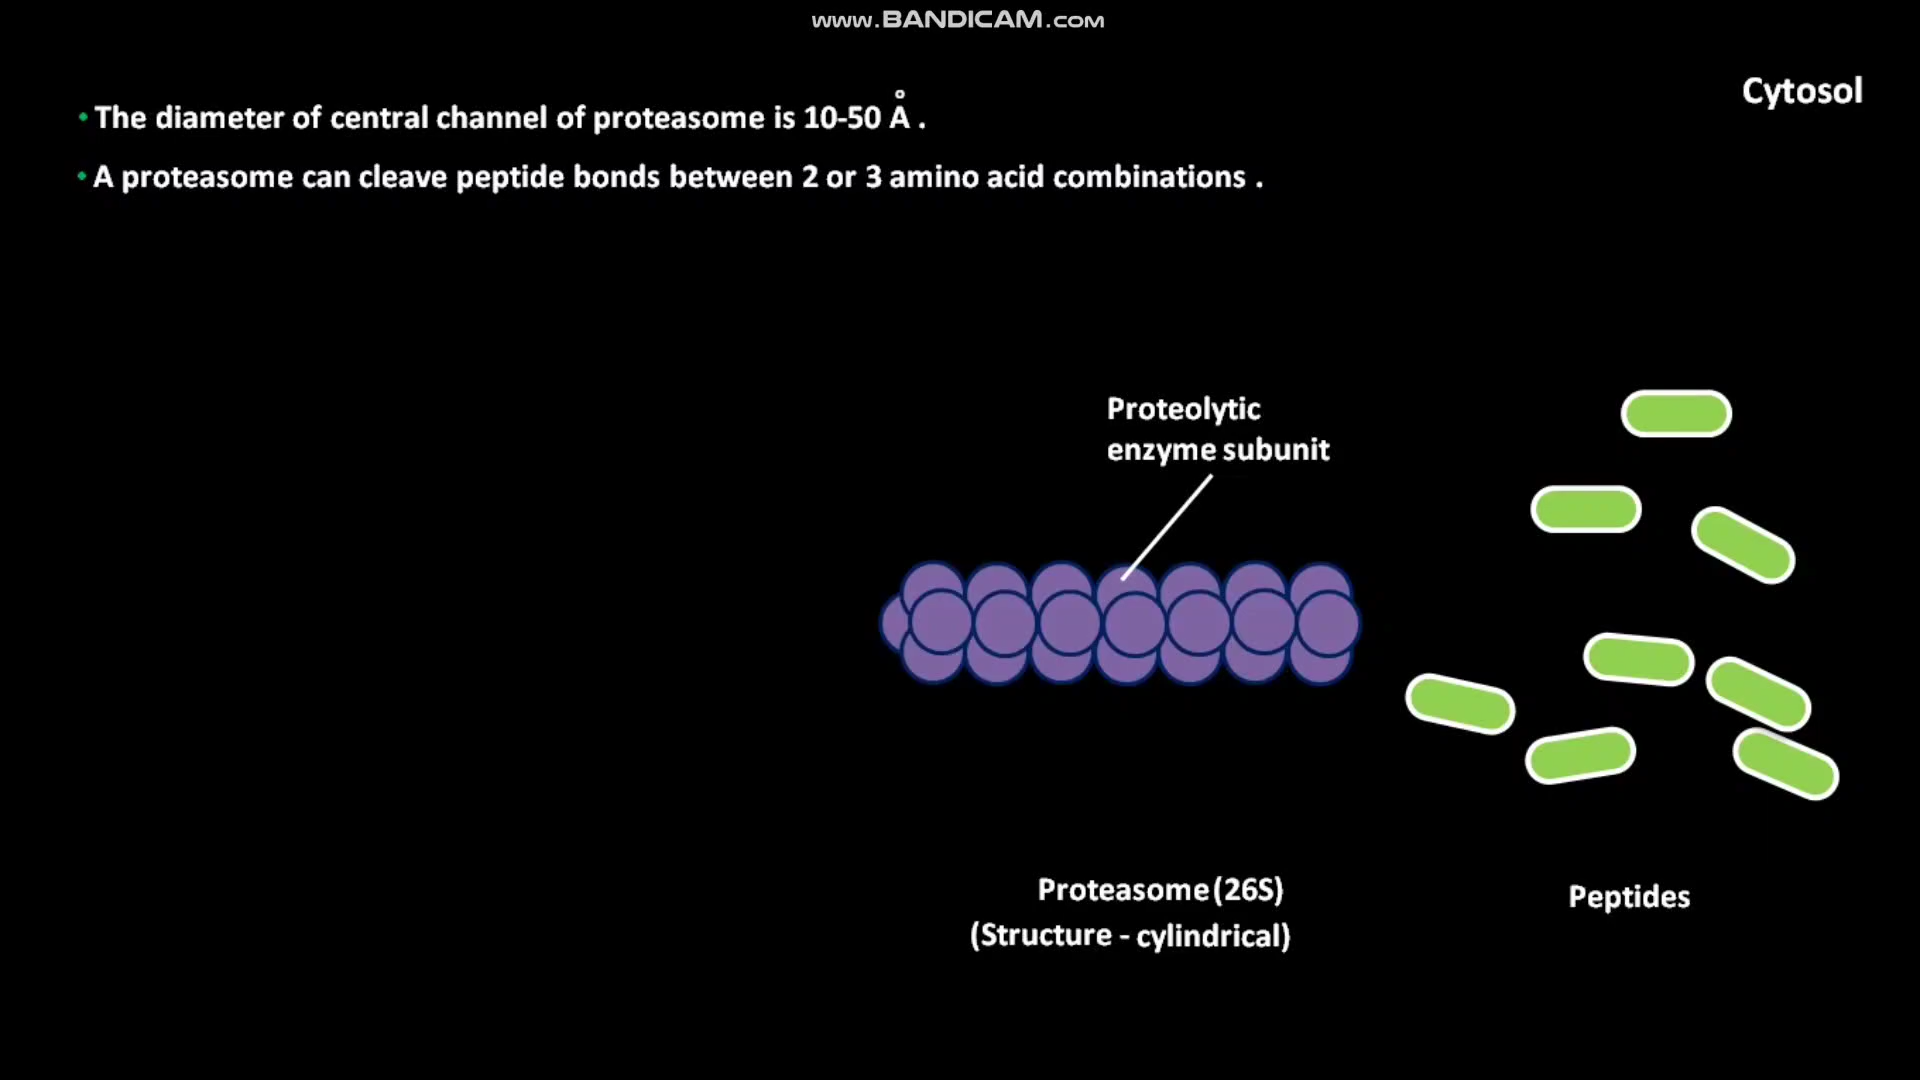 www.BANDICAM.com
Cytosol
• The diameter of central channel of proteasome is 10-50 Å .
• A proteasome can cleave peptide bonds between 2 or 3 amino acid combinations .
Proteolytic
enzyme subunit
Proteasome (26S)
(Structure - cylindrical)
Peptides